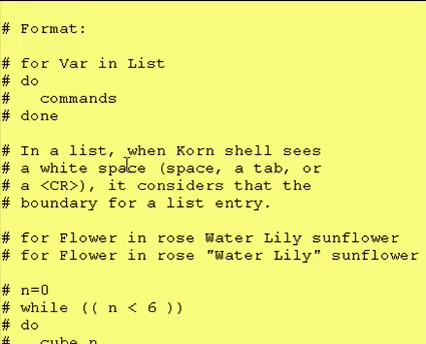 # Format:
# for Var in List
# do
#   commands
# done
# In a list, when Korn shell sees
# a white space (space, a tab, or
# a <CR>), it considers that the
# boundary for a list entry.
# for Flower in rose Water Lily sunflower
# for Flower in rose "Water Lily" sunflower
# n=0
# while (( n < 6 ))
# do
#   cube n